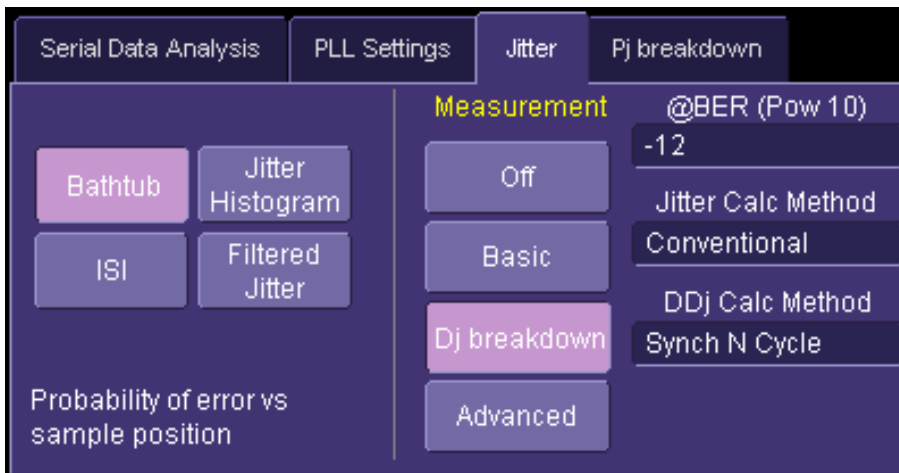 Serial Data Analysis
PLL Settings
Jitter
Pj breakdown
Bathtub
Jitter
Histogram
ISI
Filtered
Jitter
Probability of error vs
sample position
Measurement
Off
Basic
Dj breakdown
Advanced
@BER (Pow 10)
-12
Jitter Calc Method
Conventional
DDj Calc Method
Synch N Cycle